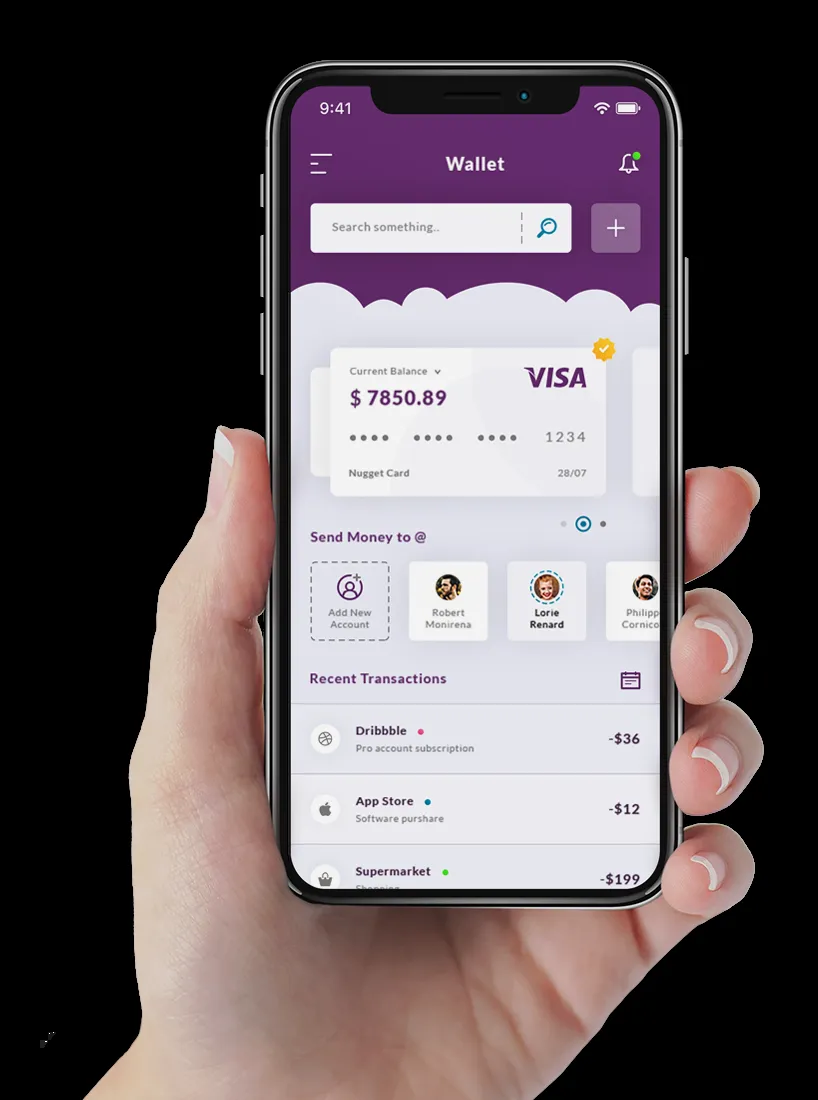 9:41
Wallet
Search something..
Current Balance
VISA
$ 7850.89
1234
Nugget Card
28/07
Send Money to @
Add New
Account
Robert
Monirena
Lorie
Renard
Philipp
Cornico
Recent Transactions
Dribbble
-$36
Pro account subscription
App Store
-$12
Software purshare
Supermarket
-$199
Shopping